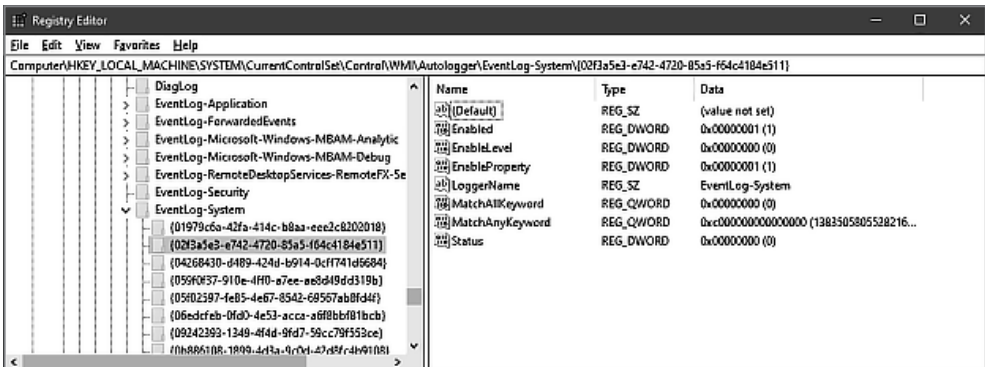 Registry Editor
File Edit View Favorites Help
Computer\HKEY_LOCAL_MACHINE\SYSTEM\CurrentControlSet\Control\WMI\Autologger\EventLog-System\{02f3a5e3-e742-4720-85a5-f64c4184e511}
DiagLog
EventLog-Application
EventLog-ForwardedEvents
EventLog-Microsoft-Windows-MBAM-Analytic
EventLog-Microsoft-Windows-MBAM-Debug
EventLog-RemoteDesktopServices-RemoteFX-Se
EventLog-Security
EventLog-System
{01979c6a-42fa-414c-b8aa-eee2c8202018}
{02f3a5e3-e742-4720-85a5-f64c4184e511}
{04268430-d489-424d-b914-0cff741d6684}
{059f0f37-910e-4ff0-a7ee-ae8d49dd319b}
{05f02597-fe85-4e67-8542-69567ab8fd4f}
{06edcfeb-0fd0-4e53-acca-a6f8bbf81bcb}
{09242393-1349-4f4d-9fd7-59cc79f553ce}
{0b886108-1899-4d3a-9c0d-42d8fc4b9108}
Name Type Data
(Default) REG_SZ (value not set)
Enabled REG_DWORD 0x00000001 (1)
EnableLevel REG_DWORD 0x00000000 (0)
EnableProperty REG_DWORD 0x00000001 (1)
LoggerName REG_SZ EventLog-System
MatchAllKeyword REG_QWORD 0x00000000 (0)
MatchAnyKeyword REG_QWORD 0xc000000000000000 (1383505805528216...
Status REG_DWORD 0x00000000 (0)